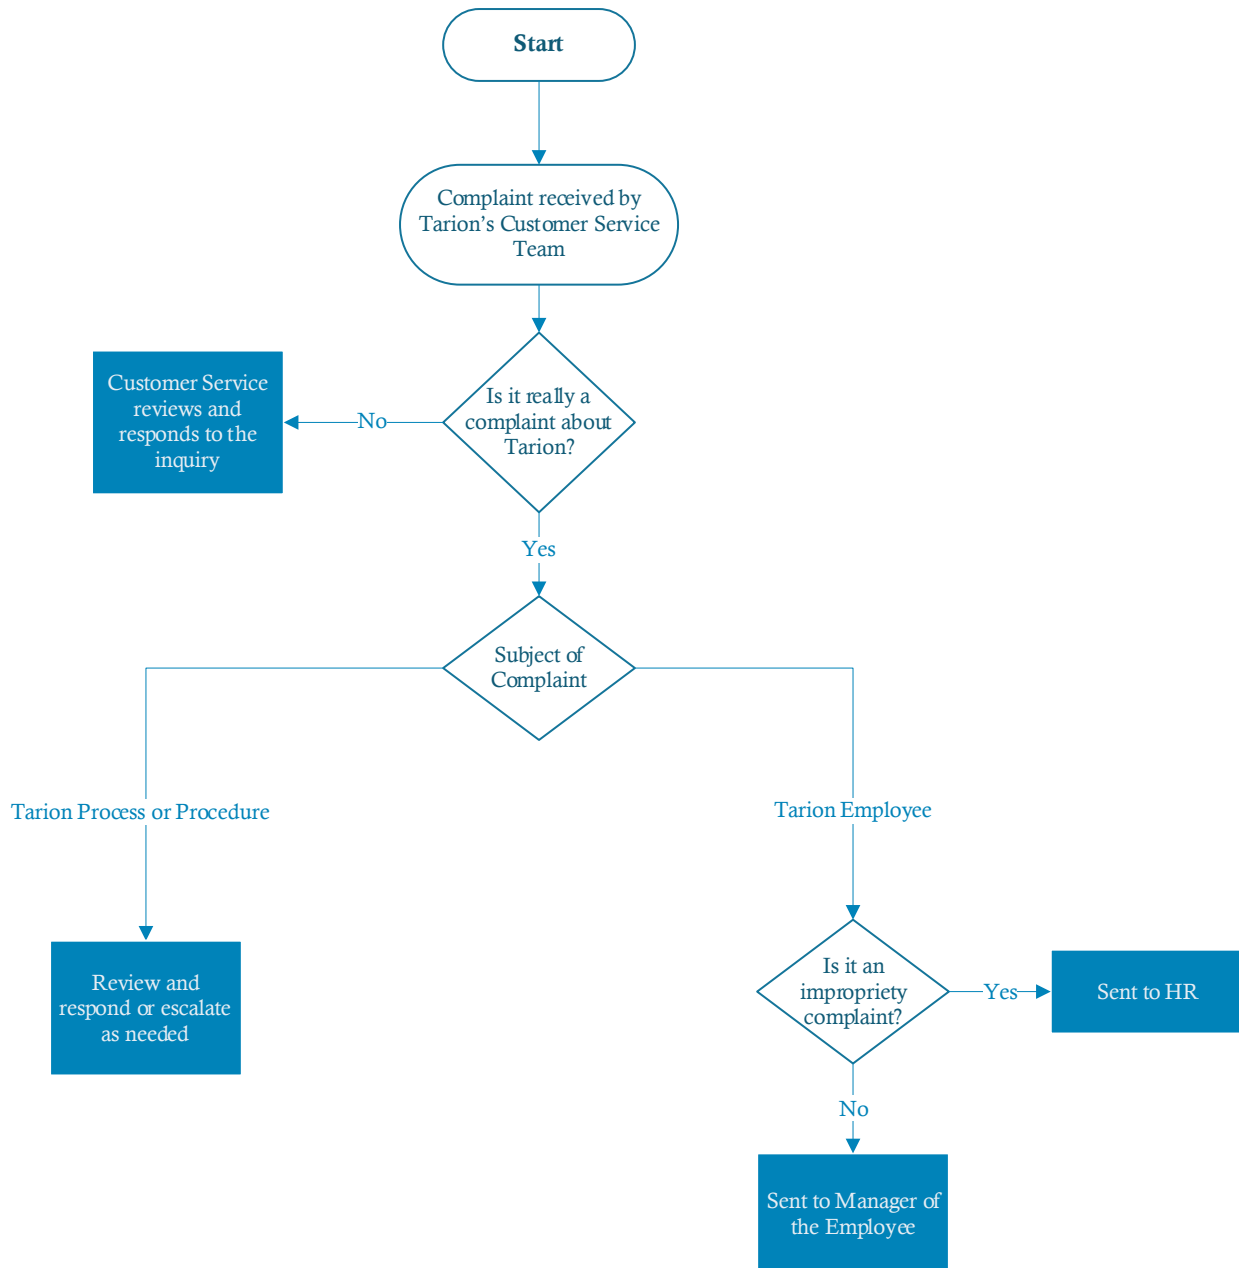 Start
Complaint received by
Tarion's Customer Service
Team
Customer Service
reviews and
responds to the
inquiry
No
Is it really a
complaint about
Tarion?
Yes
Subject of
Complaint
Tarion Process or Procedure
Tarion Employee
Review and
respond or escalate
as needed
Is it an
impropriety
complaint?
Yes
Sent to HR
No
Sent to Manager of
the Employee